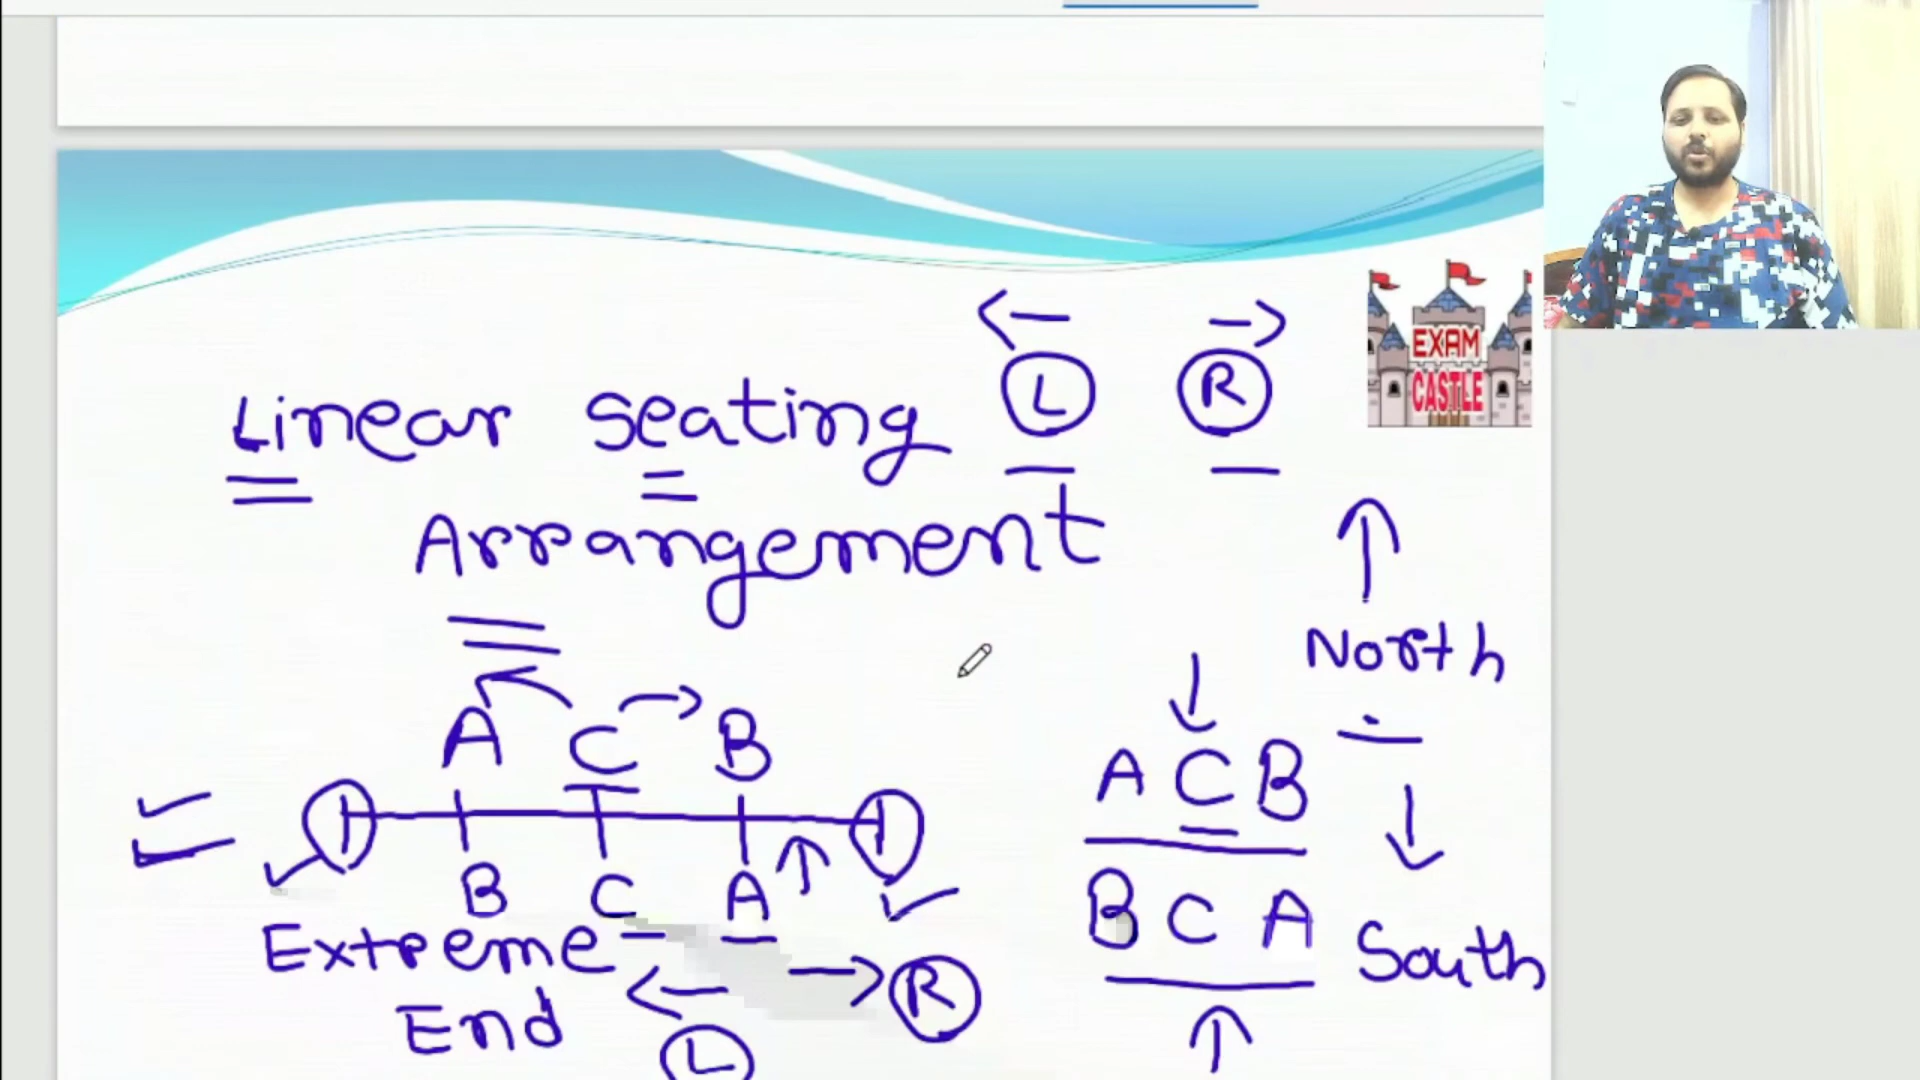 L R
EXAM
CASTLE
Linear Seating
Arrangement
North
A C B
A C B
B C A
B C A
South
Extreme
End
L R